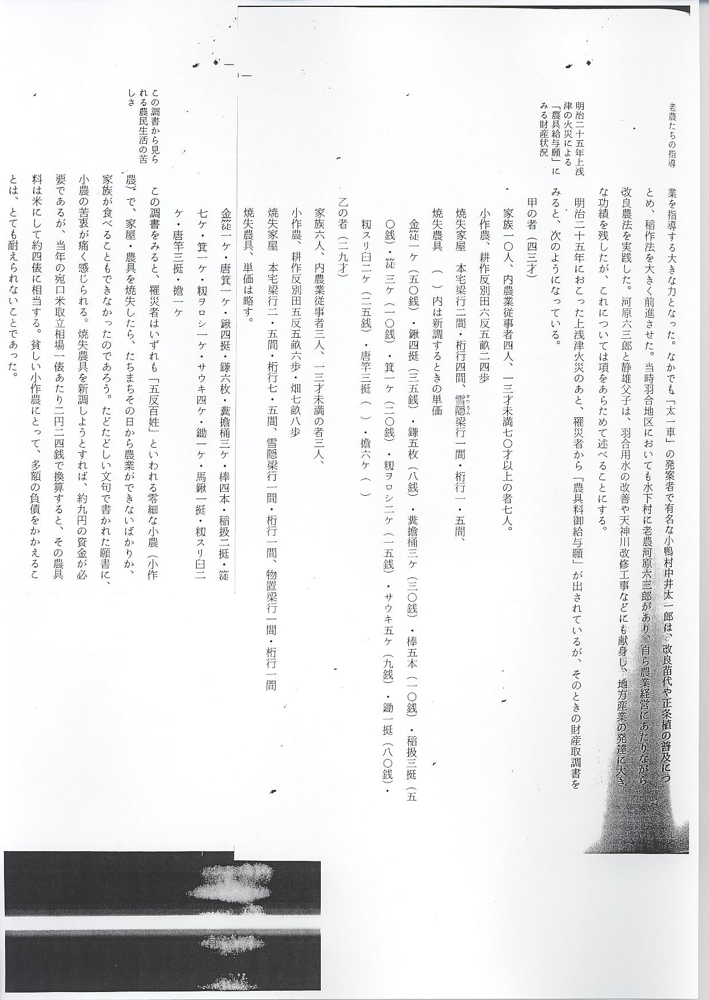 老農たちの指導
業を指導する大きな力となった。なかでも「太一車」の発案者で有名な小鴨村中井太一郎は、改良苗代や正条植の普及につ
とめ、稲作法を大きく前進させた。当時羽合地区においても水下村に老農河原六三郎があり、自ら農業経営にあたりながら
改良農法を実践した。河原六三郎と静雄父子は、羽合用水の改善や天神川改修工事などにも献身し、地方産業の発達に大き
な功績を残したが、これについては項をあらためて述べることにする。
明治二十五年上浅
津の火災による
「農具給与願」に
みる財産状況
明治二十五年におこった上浅津火災のあと、罹災者から「農具料御給与願」が出されているが、そのときの財産取調書を
みると、次のようになっている。
甲の者（四三才）
家族一〇人、内農業従事者四人、一三才未満七〇才以上の者七人。
小作農、耕作反別田六反五畝二四歩
焼失家屋　本宅梁行二間・桁行四間、雪隠梁行一間・桁行一・五間、
せっちん
焼失農具　（　）内は新調するときの単価
金簁一ケ（五〇銭）・鍬四挺（三五銭）・鎌五枚（八銭）・糞擔桶三ケ（三〇銭）・棒五本（一〇銭）・稲扱三挺（五
〇銭）・簁三ケ（一〇銭）・箕一ケ（二〇銭）・籾ヲロシ二ケ（一五銭）・サウキ五ケ（九銭）・鋤一挺（八〇銭）・
籾スリ臼二ケ（二五銭）・唐竿三挺（　）・擔六ケ（　）
乙の者（二九才）
家族六人、内農業従事者三人、一三才未満の者三人、
小作農、耕作反別田五反五畝六歩・畑七畝八歩
焼失家屋　本宅梁行二・五間・桁行七・五間、雪隠梁行一間・桁行一間、物置梁行一間・桁行一間
焼失農具、単価は略す。
金簁一ケ・唐箕一ケ・鍬四挺・鎌六枚・糞擔桶三ケ・棒四本・稲扱二挺・簁
七ケ・箕一ケ・籾ヲロシ一ケ・サウキ四ケ・鋤一ケ・馬鍬一挺・籾スリ臼二
ケ・唐竿三挺・擔一ケ
この調書から見ら
れる農民生活の苦
しさ
この調書をみると、罹災者はいずれも「五反百姓」といわれる零細な小農（小作
農）で、家屋・農具を焼失したら、たちまちその日から農業ができないばかりか、
家族が食べることもできなかったのであろう。たどたどしい文句で書かれた願書に、
小農の苦衷が痛く感じられる。焼失農具を新調しようとすれば、約九円の資金が必
要であるが、当年の宛口米取立相場一俵あたり二円二四銭で換算すると、その農具
料は米にして約四俵に相当する。貧しい小作農にとって、多額の負債をかかえるこ
とは、とても耐えられないことであった。